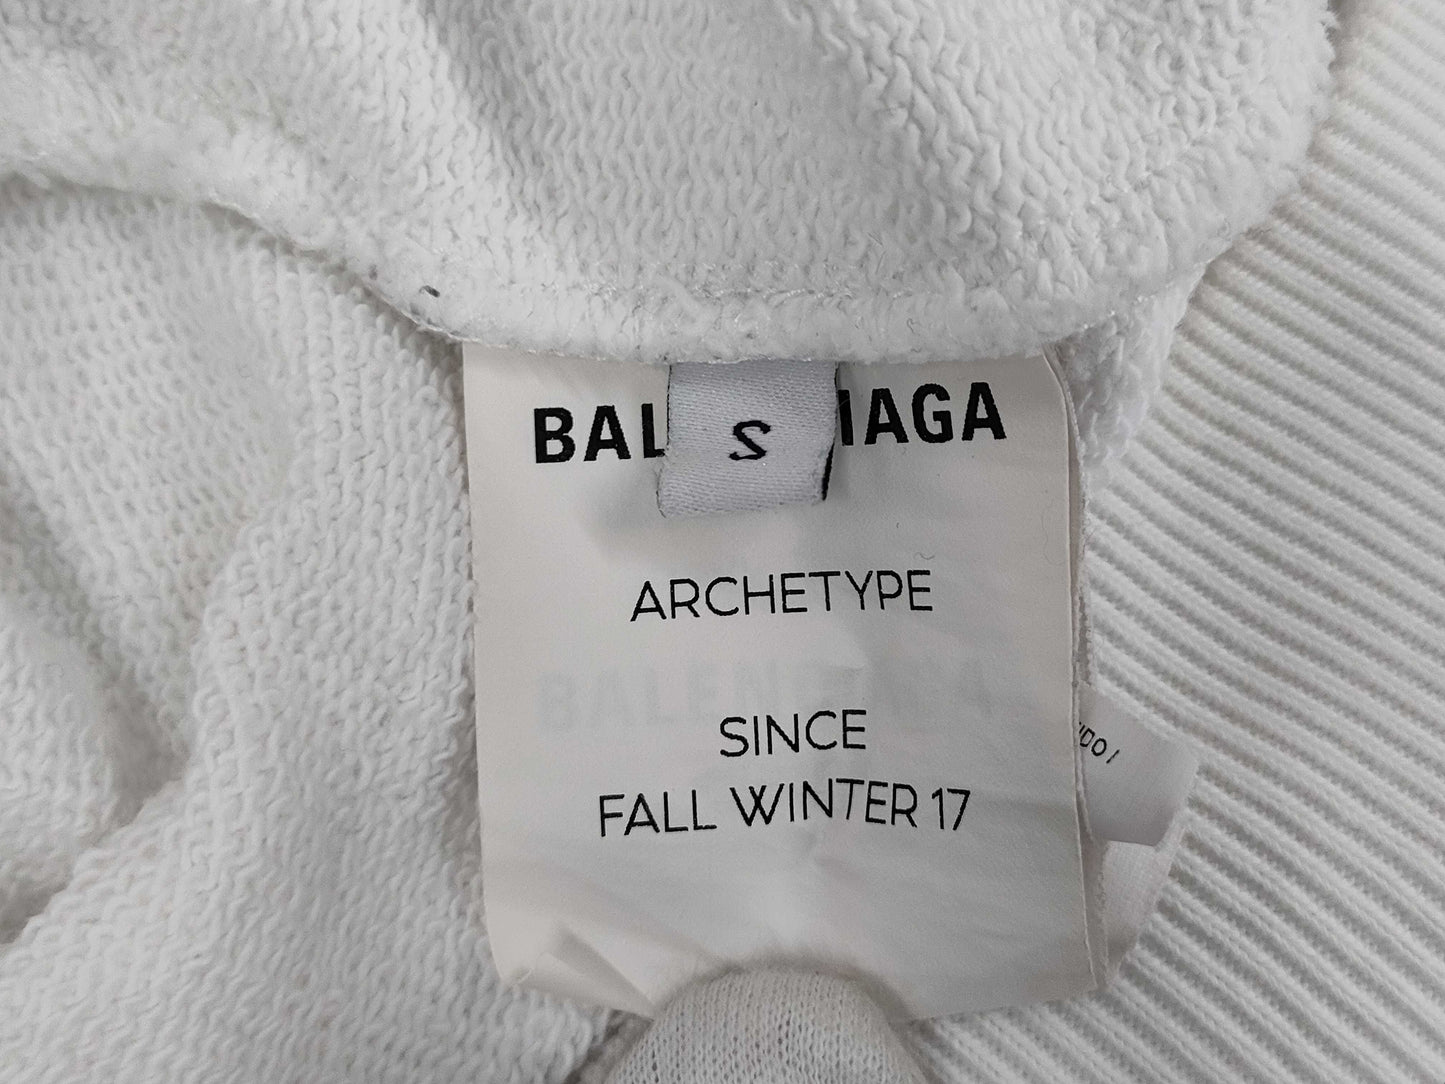 BAL S IAGA
ARCHETYPE
SINCE
FALL WINTER 17